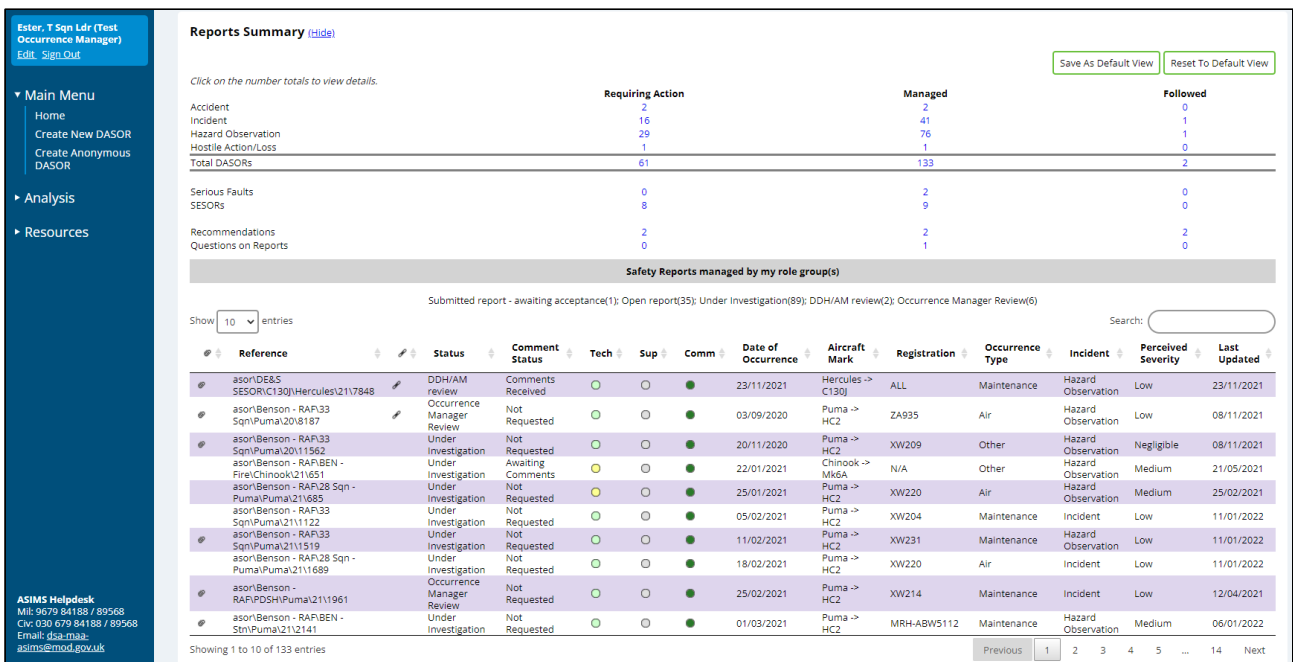 Ester, T Sqn Ldr (Test
Occurrence Manager)
Edit Sign Out
Main Menu
Home
Create New DASOR
Create Anonymous
DASOR
Analysis
Resources
ASIMS Helpdesk
Mil: 9679 84188 / 89568
Civ: 030 679 84188 / 89568
Email: dsa-maa-
asims@mod.gov.uk
Reports Summary (Hide)
Save As Default View Reset To Default View
Click on the number totals to view details.
Requiring Action Managed Followed
Accident 2 2 0
Incident 16 41 1
Hazard Observation 29 76 1
Hostile Action/Loss 1 1 0
Total DASORs 61 133 2
Serious Faults 0 2 0
SESORs 8 9 0
Recommendations 2 2 2
Questions on Reports 0 1 0
Safety Reports managed by my role group(s)
Submitted report - awaiting acceptance(1); Open report(35); Under Investigation(89); DDH/AM review(2); Occurrence Manager Review(6)
Show 10 entries Search:
Reference Status Comment Status Tech Sup Comm Date of Occurrence Aircraft Mark Registration Occurrence Type Incident Perceived Severity Last Updated
asor\DE&S SESOR\C130J\Hercules\21\7848 DDH/AM review Comments Received 23/11/2021 Hercules -> C130J ALL Maintenance Hazard Observation Low 23/11/2021
asor\Benson - RAF\33 Sqn\Puma\20\8187 Occurrence Manager Review Not Requested 03/09/2020 Puma -> HC2 ZA935 Air Hazard Observation Low 08/11/2021
asor\Benson - RAF\33 Sqn\Puma\20\11562 Under Investigation Not Requested 20/11/2020 Puma -> HC2 XW209 Other Hazard Observation Negligible 08/11/2021
asor\Benson - RAF\BEN - Fire\Chinook\21\651 Under Investigation Awaiting Comments 22/01/2021 Chinook -> Mk6A N/A Other Hazard Observation Medium 21/05/2021
asor\Benson - RAF\28 Sqn - Puma\Puma\21\685 Under Investigation Not Requested 25/01/2021 Puma -> HC2 XW220 Air Hazard Observation Medium 25/02/2021
asor\Benson - RAF\33 Sqn\Puma\21\1122 Under Investigation Not Requested 05/02/2021 Puma -> HC2 XW204 Maintenance Incident Low 11/01/2022
asor\Benson - RAF\33 Sqn\Puma\21\1519 Under Investigation Not Requested 11/02/2021 Puma -> HC2 XW231 Maintenance Hazard Observation Low 11/01/2022
asor\Benson - RAF\28 Sqn - Puma\Puma\21\1689 Under Investigation Not Requested 18/02/2021 Puma -> HC2 XW220 Air Incident Low 11/01/2022
asor\Benson - RAF\PDSH\Puma\21\1961 Occurrence Manager Review Not Requested 25/02/2021 Puma -> HC2 XW214 Maintenance Incident Low 12/04/2021
asor\Benson - RAF\BEN - Stn\Puma\21\2141 Under Investigation Not Requested 01/03/2021 Puma -> HC2 MRH-ABW5112 Maintenance Hazard Observation Medium 06/01/2022
Showing 1 to 10 of 133 entries Previous 1 2 3 4 5 ... 14 Next